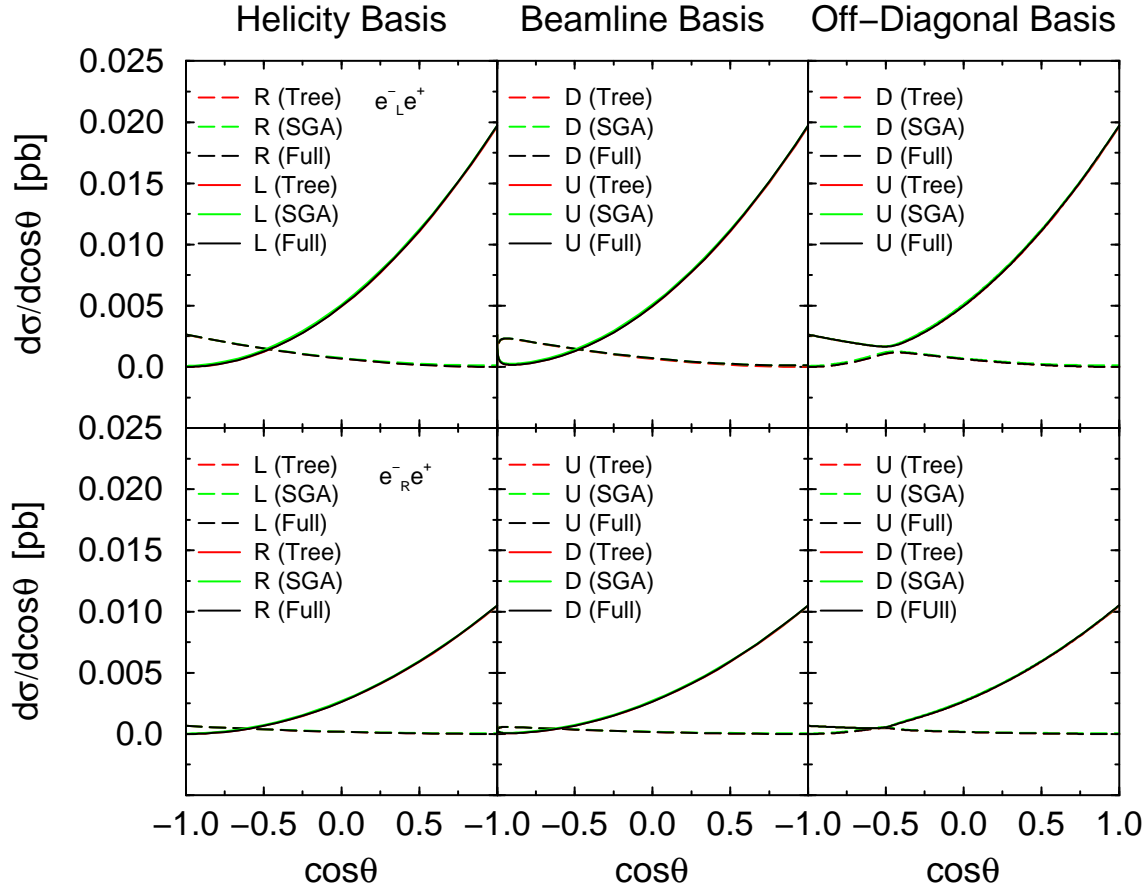 Helicity Basis
Beamline Basis
Off-Diagonal Basis
dσ/dcosθ [pb]
0.025
0.020
0.015
0.010
0.005
0.0
R (Tree)
R (SGA)
R (Full)
L (Tree)
L (SGA)
L (Full)
e⁻Le⁺
D (Tree)
D (SGA)
D (Full)
U (Tree)
U (SGA)
U (Full)
D (Tree)
D (SGA)
D (Full)
U (Tree)
U (SGA)
U (Full)
dσ/dcosθ [pb]
0.025
0.020
0.015
0.010
0.005
0.0
L (Tree)
L (SGA)
L (Full)
R (Tree)
R (SGA)
R (Full)
e⁻Re⁺
U (Tree)
U (SGA)
U (Full)
D (Tree)
D (SGA)
D (Full)
U (Tree)
U (SGA)
U (Full)
D (Tree)
D (SGA)
D (FUll)
−1.0 −0.5 0.0 0.5 −1.0 −0.5 0.0 0.5 −1.0 −0.5 0.0 0.5 1.0
cosθ
cosθ
cosθ